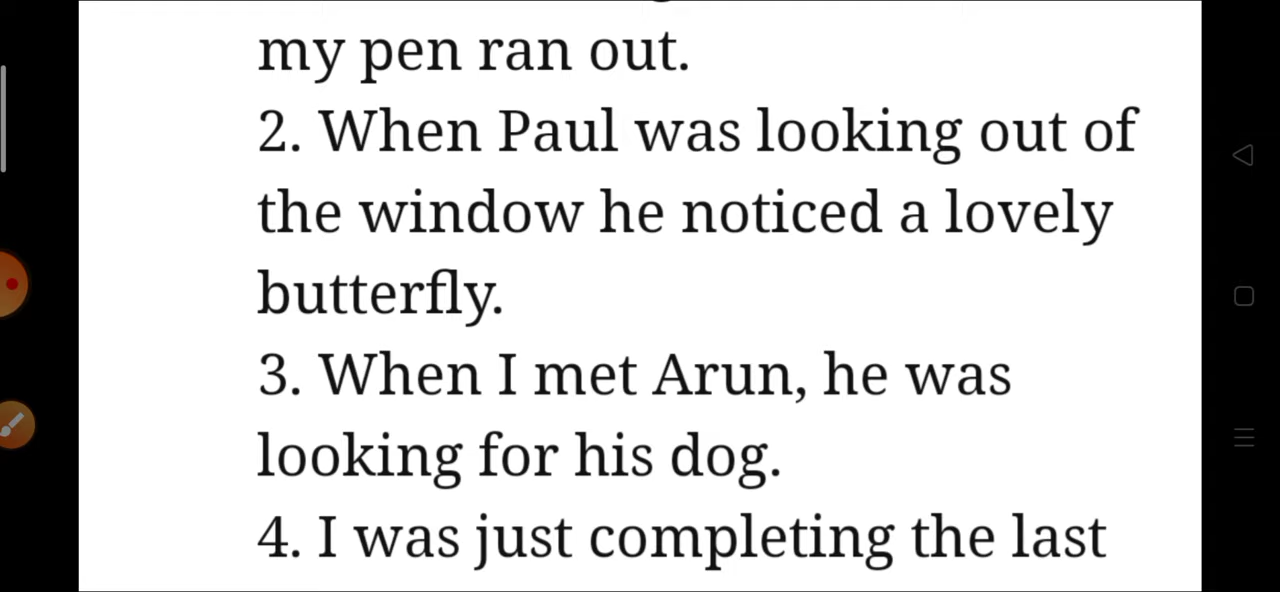 my pen ran out.
2. When Paul was looking out of
the window he noticed a lovely
butterfly.
3. When I met Arun, he was
looking for his dog.
4. I was just completing the last